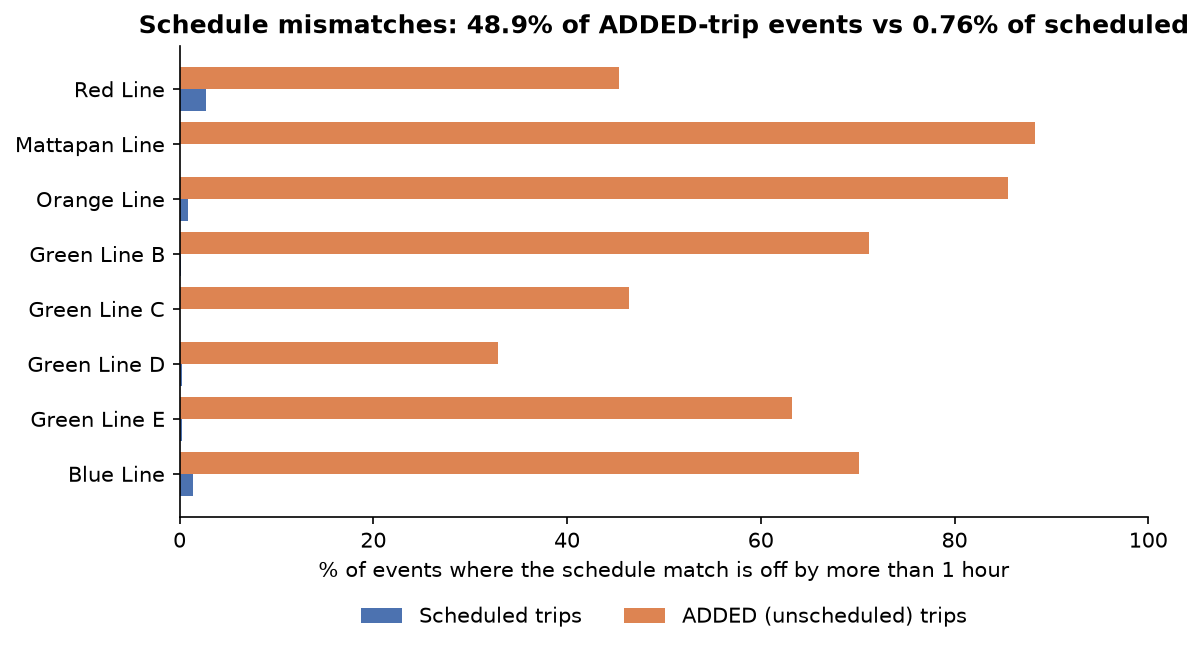 Schedule mismatches: 48.9% of ADDED-trip events vs 0.76% of scheduled
Red Line
Mattapan Line
Orange Line
Green Line B
Green Line C
Green Line D
Green Line E
Blue Line
0 20 40 60 80 100
% of events where the schedule match is off by more than 1 hour
Scheduled trips ADDED (unscheduled) trips